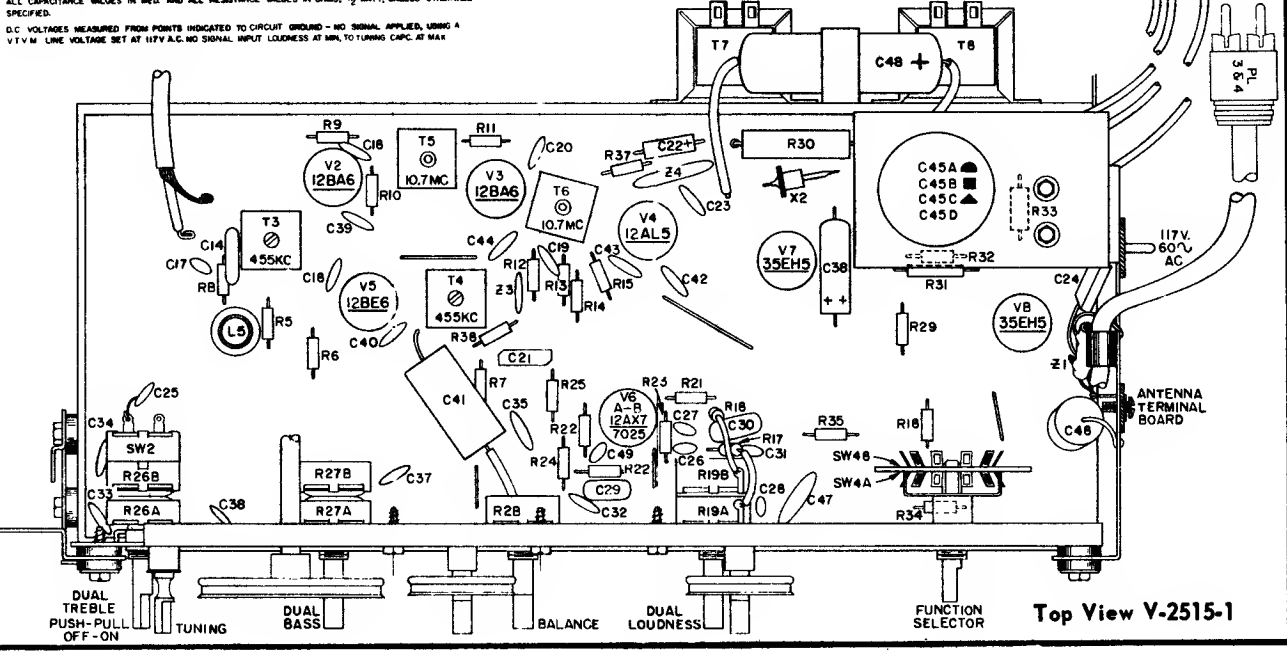 ALL CAPACITANCE VALUES IN MFD. AND ALL RESISTANCE VALUES IN OHMS, ½ WATT, UNLESS OTHERWISE
SPECIFIED.
D.C VOLTAGES MEASURED FROM POINTS INDICATED TO CIRCUIT GROUND - NO SIGNAL APPLIED, USING A
V T V M LINE VOLTAGE SET AT 117V A.C. NO SIGNAL INPUT LOUDNESS AT MIN, TO TUNING CAPC. AT MAX
T7
C48 +
T8
PL
3&4
R9
C18
T5
10.7MC
R11
C20
C22+
R37
Z4
R30
V2
12BA6
R10
V3
12BA6
T6
10.7MC
C23
X2
C45A
C45B
C45C
C45D
R33
C39
V4
12AL5
T3
455KC
C14
C17
R8
C44
C19
C43
R12
R13
R15
R14
C42
V7
35EH5
C38
+ +
R32
R31
117V.
60∿
AC
C24
C18
V5
12BE6
T4
455KC
Z3
L5
R5
C40
R38
R6
R29
V8
35EH5
Z1
C21
R7
R25
C41
C35
C25
C34
SW2
R26B
R26A
C33
C38
R27B
R27A
C37
R22
R24
V6
A-B
12AX7
7025
R23
R21
C27
C26
C49
R22
C29
C32
R2B
R18
C30
R17
C31
R19B
R19A
C28
C47
R35
R16
SW4B
SW4A
R34
C46
ANTENNA
TERMINAL
BOARD
DUAL
TREBLE
PUSH-PULL
OFF-ON
TUNING
DUAL
BASS
BALANCE
DUAL
LOUDNESS
FUNCTION
SELECTOR
Top View V-2515-1